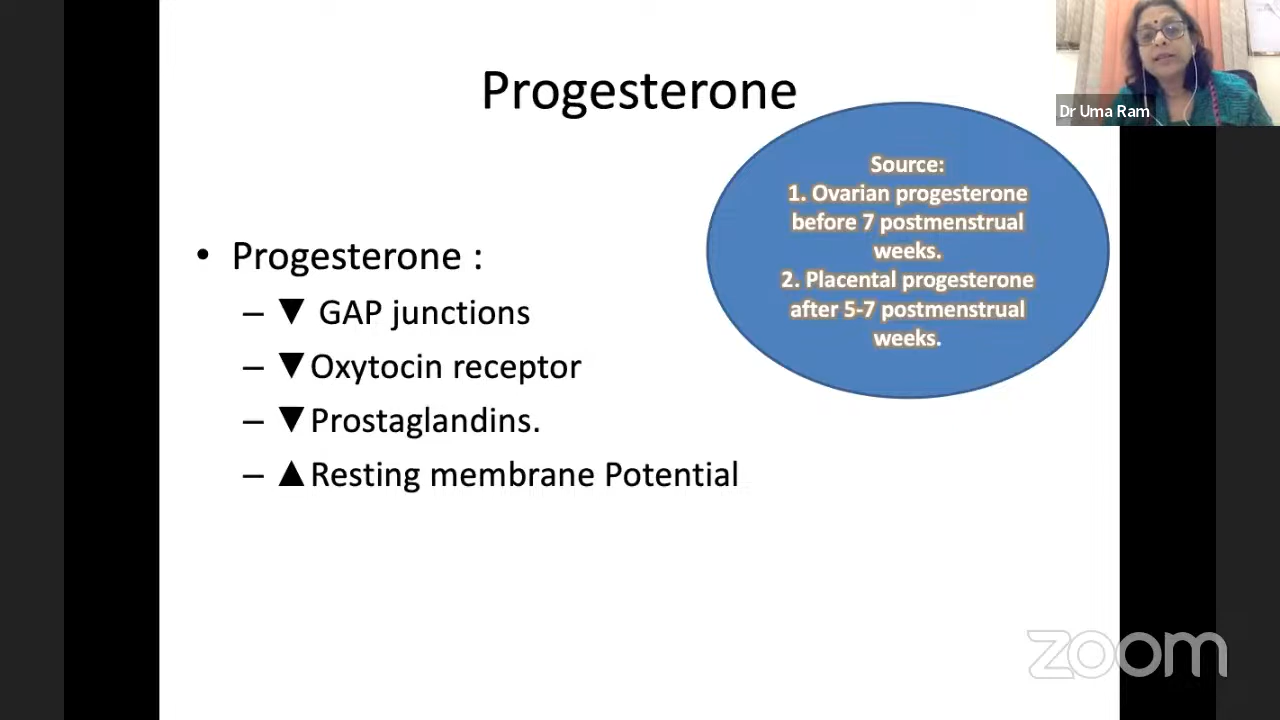 Progesterone
Dr Uma Ram
Source:
1. Ovarian progesterone
before 7 postmenstrual
weeks.
2. Placental progesterone
after 5-7 postmenstrual
weeks.
• Progesterone :
– ▼ GAP junctions
– ▼Oxytocin receptor
– ▼Prostaglandins.
– ▲Resting membrane Potential
zoom